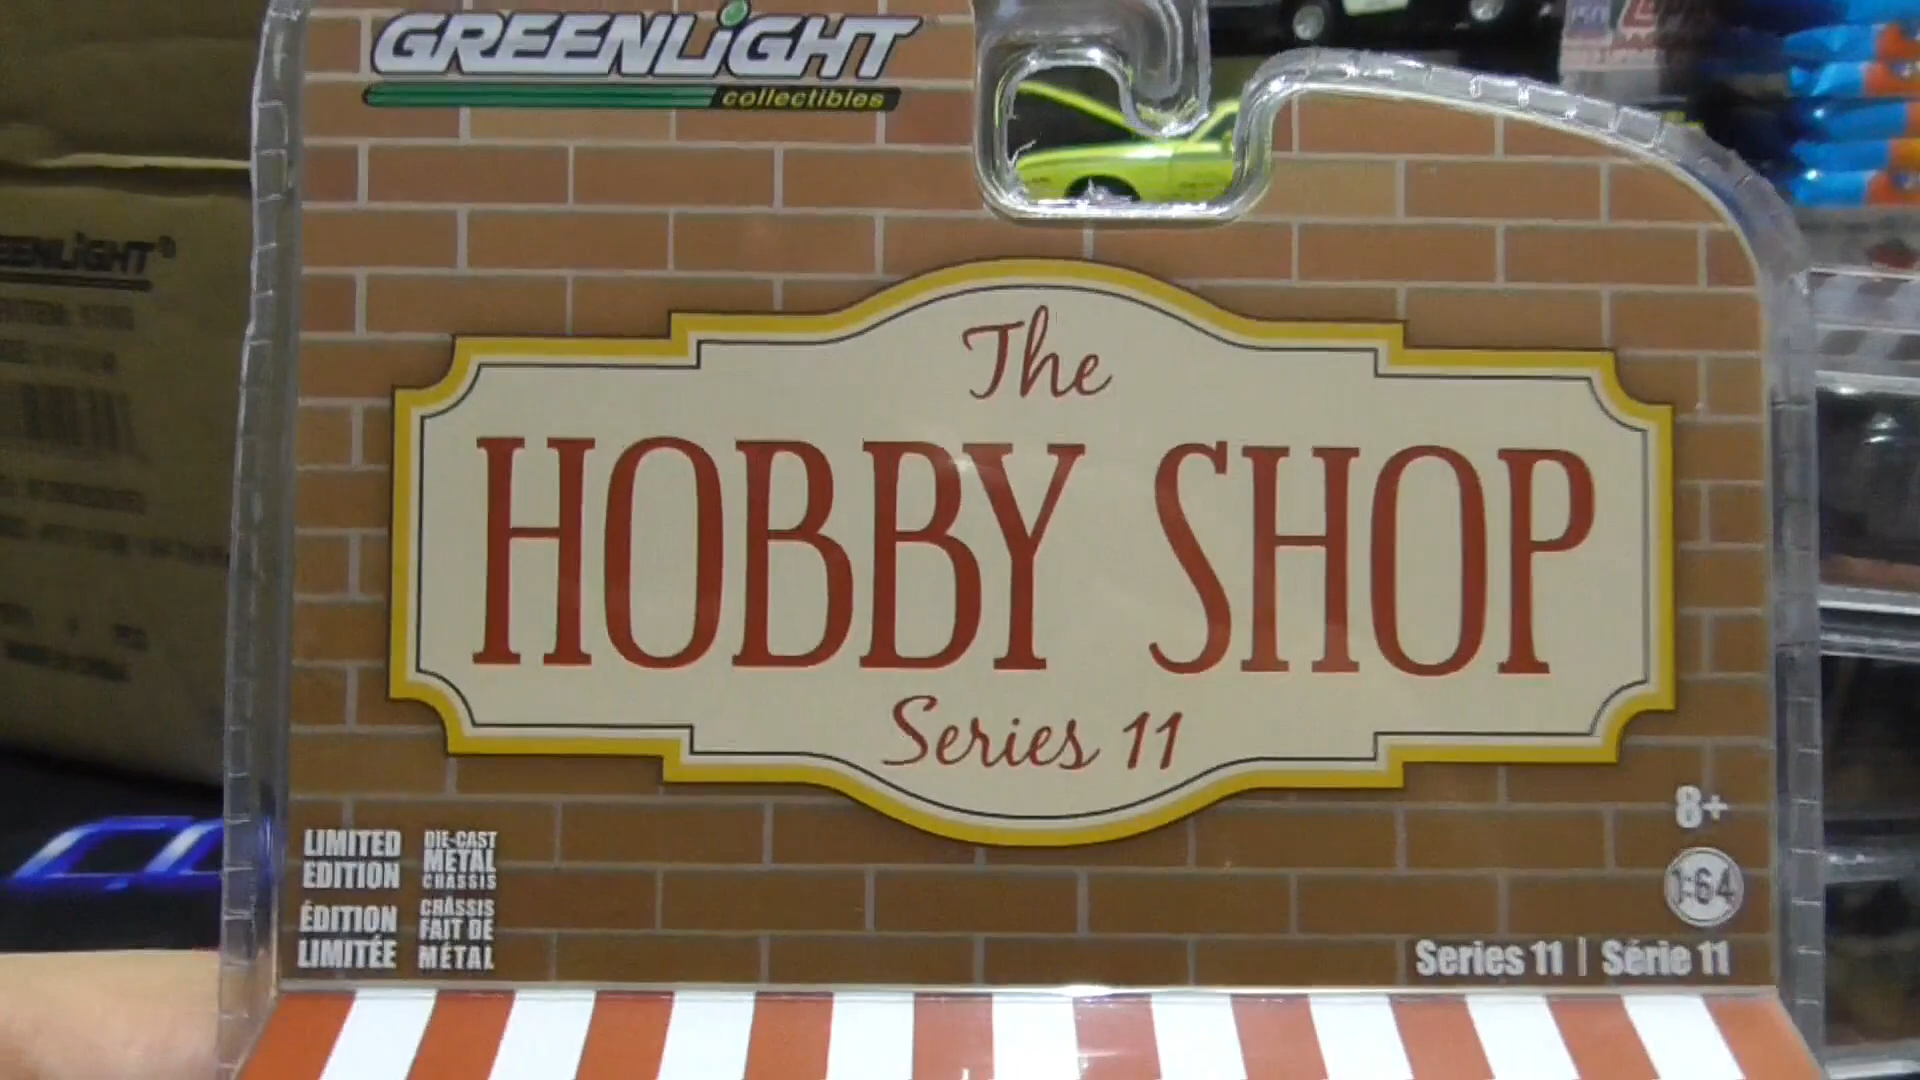 GREENLiGHT
collectibles
The
HOBBY SHOP
Series 11
LIMITED
EDITION
ÉDITION
LIMITÉE
DIE-CAST
METAL
CHASSIS
CHÂSSIS
FAIT DE
MÉTAL
8+
1:64
Series 11 | Série 11